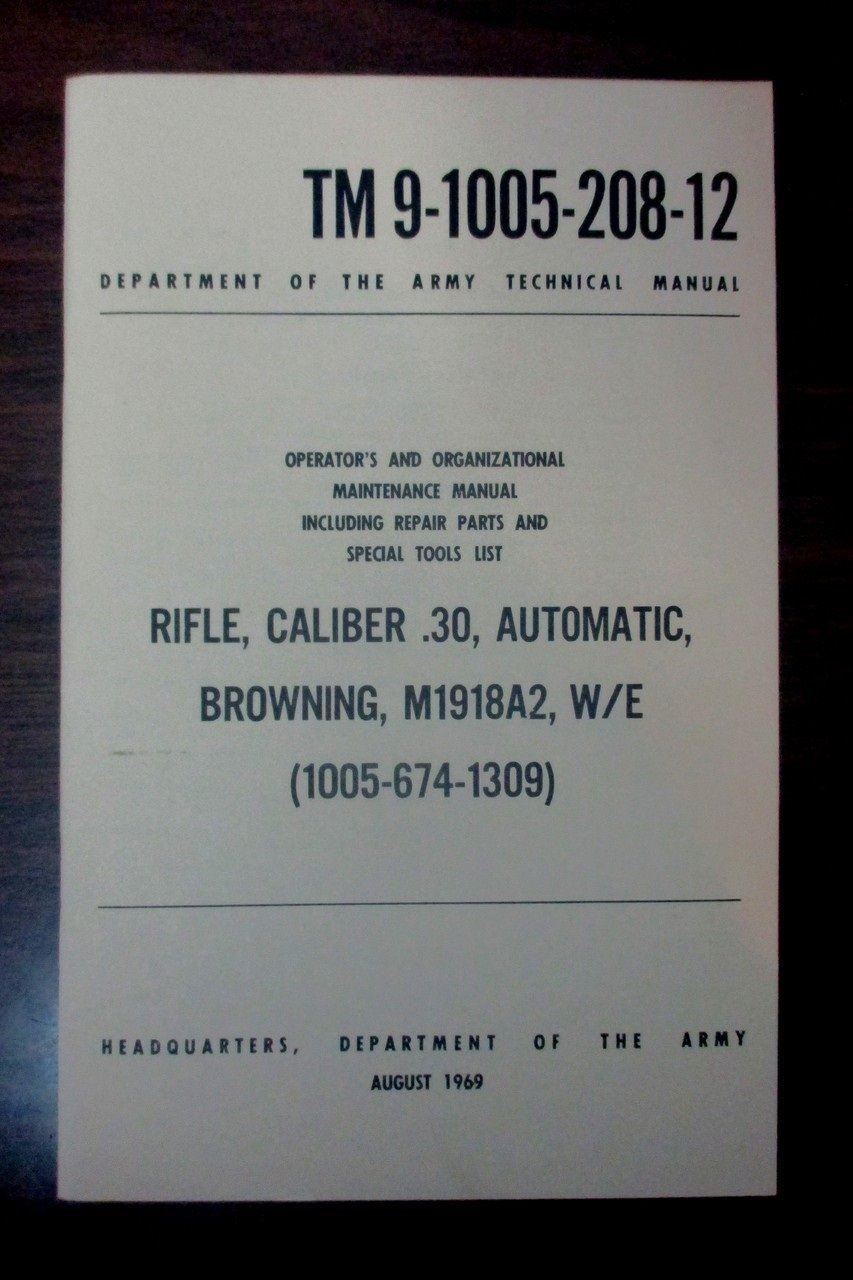 TM 9-1005-208-12
DEPARTMENT OF THE ARMY TECHNICAL MANUAL
OPERATOR'S AND ORGANIZATIONAL
MAINTENANCE MANUAL
INCLUDING REPAIR PARTS AND
SPECIAL TOOLS LIST
RIFLE, CALIBER .30, AUTOMATIC,
BROWNING, M1918A2, W/E
(1005-674-1309)
HEADQUARTERS, DEPARTMENT OF THE ARMY
AUGUST 1969